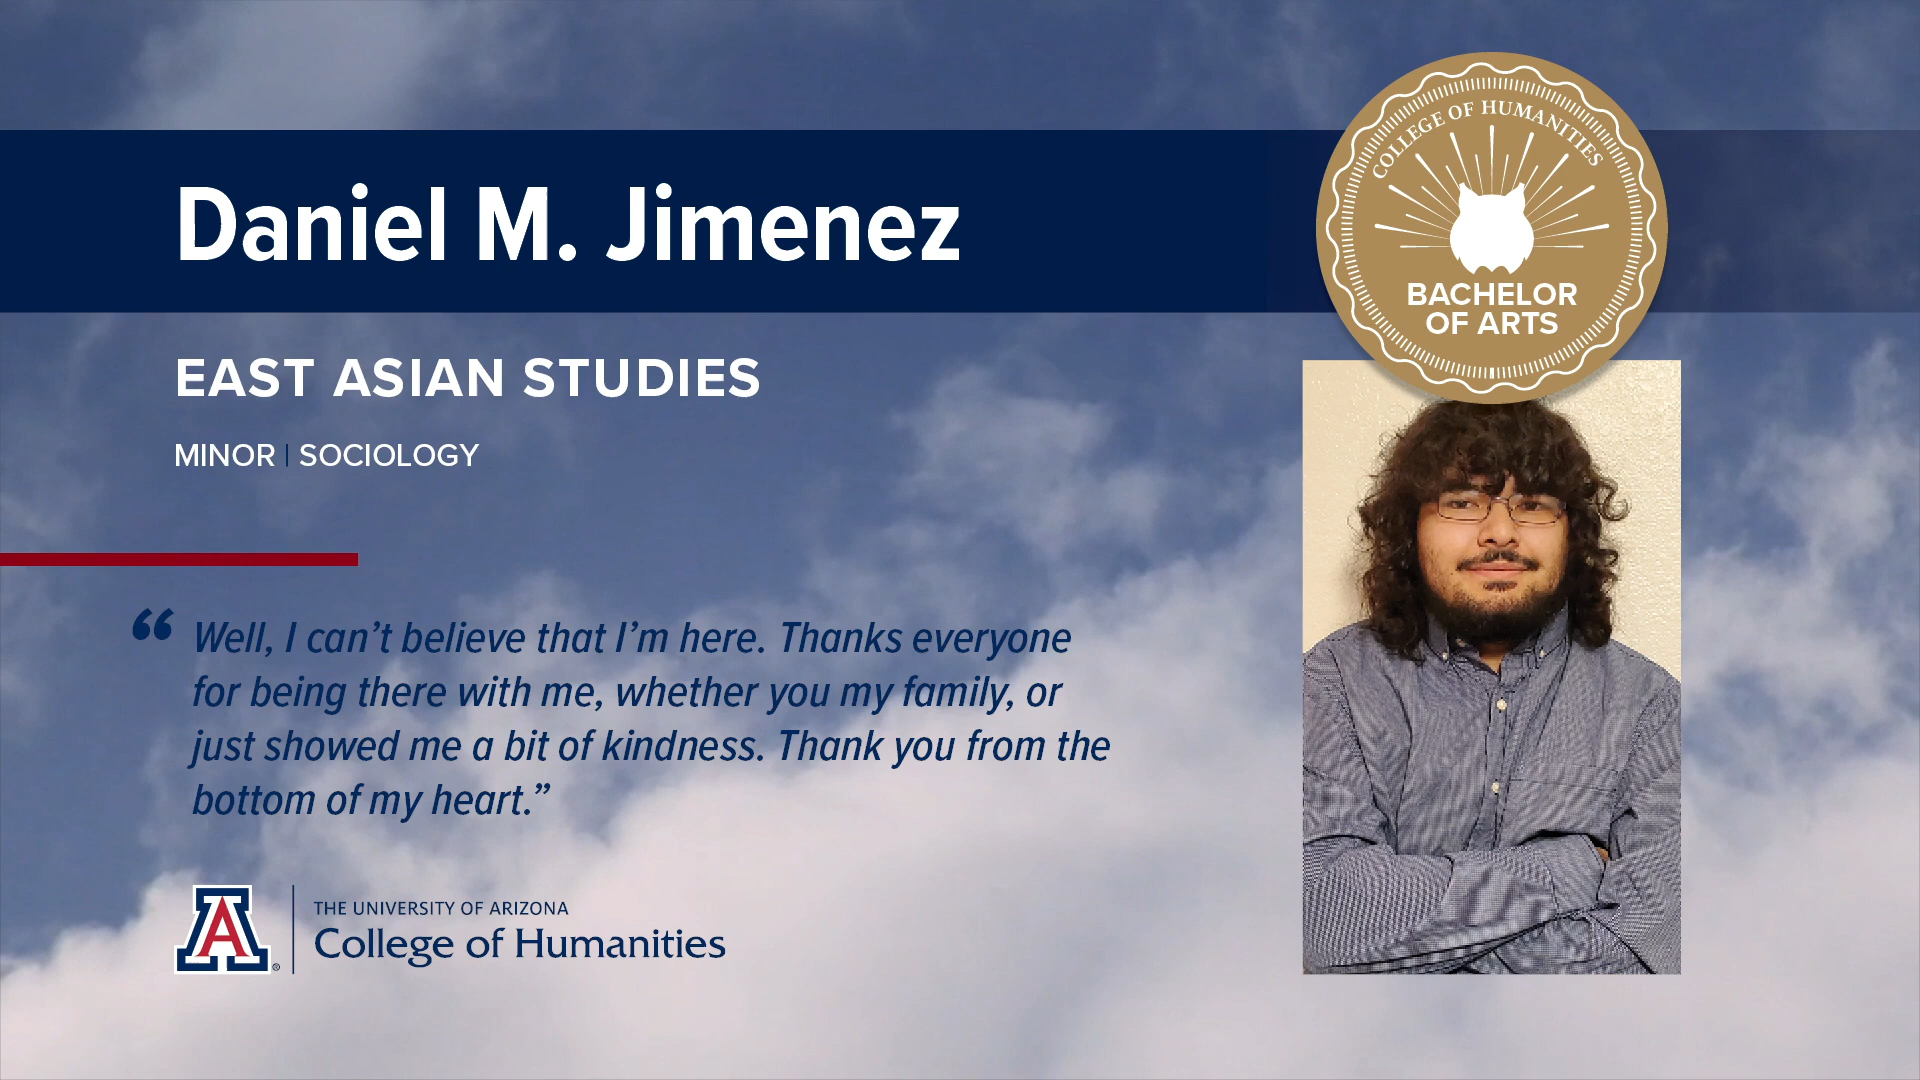 COLLEGE OF HUMANITIES
BACHELOR
OF ARTS
Daniel M. Jimenez
EAST ASIAN STUDIES
MINOR | SOCIOLOGY
“Well, I can’t believe that I’m here. Thanks everyone
for being there with me, whether you my family, or
just showed me a bit of kindness. Thank you from the
bottom of my heart.”
A®
THE UNIVERSITY OF ARIZONA
College of Humanities